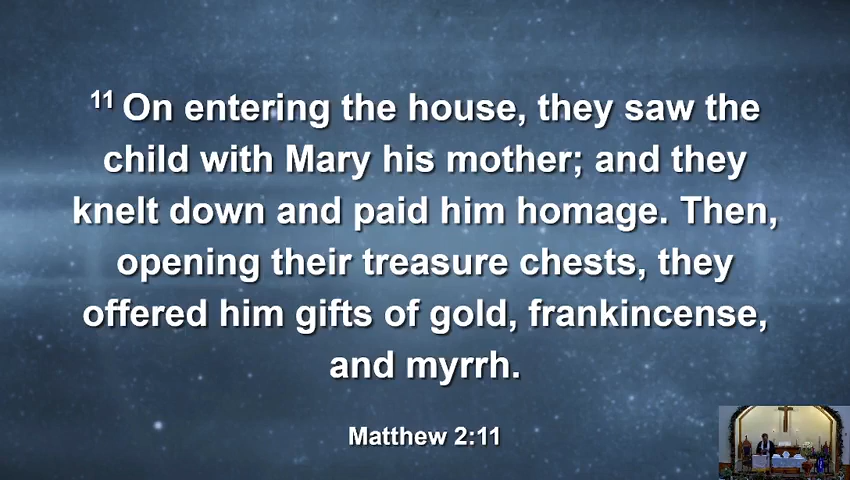 11 On entering the house, they saw the
child with Mary his mother; and they
knelt down and paid him homage. Then,
opening their treasure chests, they
offered him gifts of gold, frankincense,
and myrrh.
Matthew 2:11